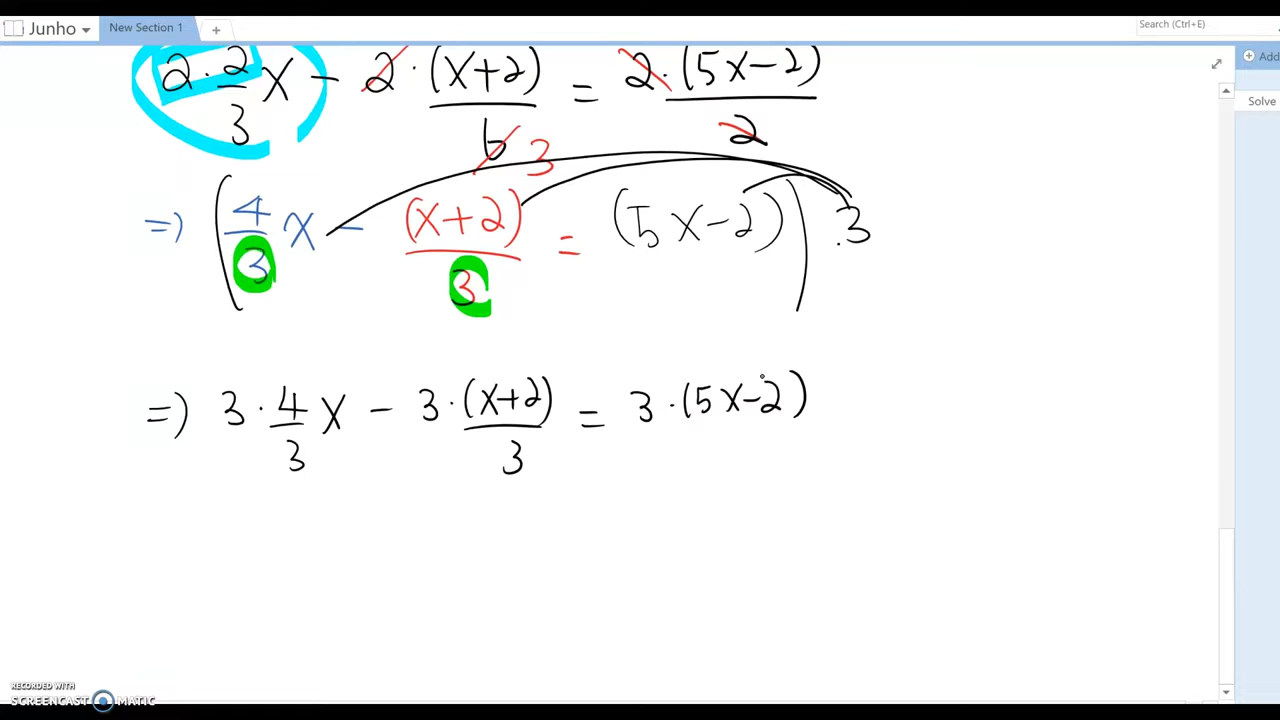 Junho
New Section 1
+
Search (Ctrl+E)
Add
Solve
2 · 2/3 x − 2 · (x+2)/6 = 2 · (5x−2)/2
3
=) (4/3 x − (x+2)/3 = (5x−2)) · 3
=) 3 · 4/3 x − 3 · (x+2)/3 = 3 · (5x−2)
RECORDED WITH
SCREENCAST MATIC